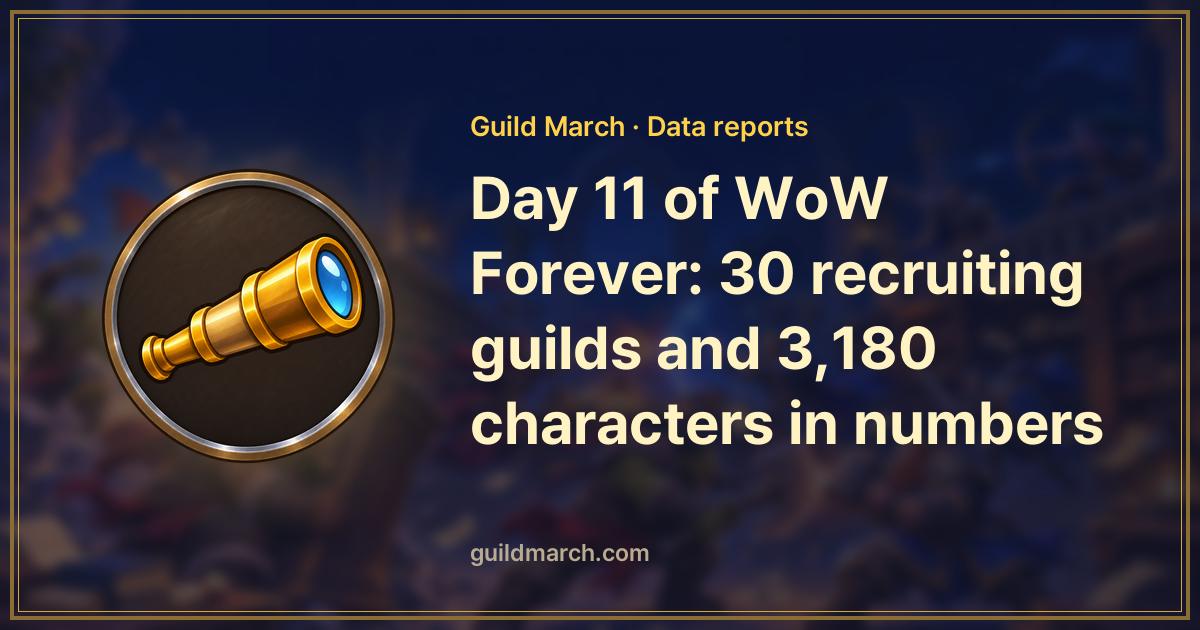 Guild March · Data reports
Day 11 of WoW
Forever: 30 recruiting
guilds and 3,180
characters in numbers
guildmarch.com